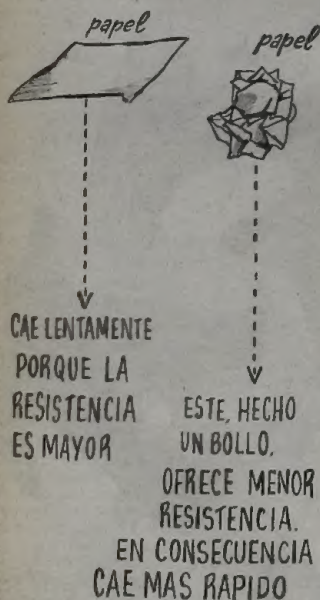 papel
CAE LENTAMENTE
PORQUE LA
RESISTENCIA
ES MAYOR
papel
ESTE, HECHO
UN BOLLO,
OFRECE MENOR
RESISTENCIA.
EN CONSECUENCIA
CAE MAS RAPIDO